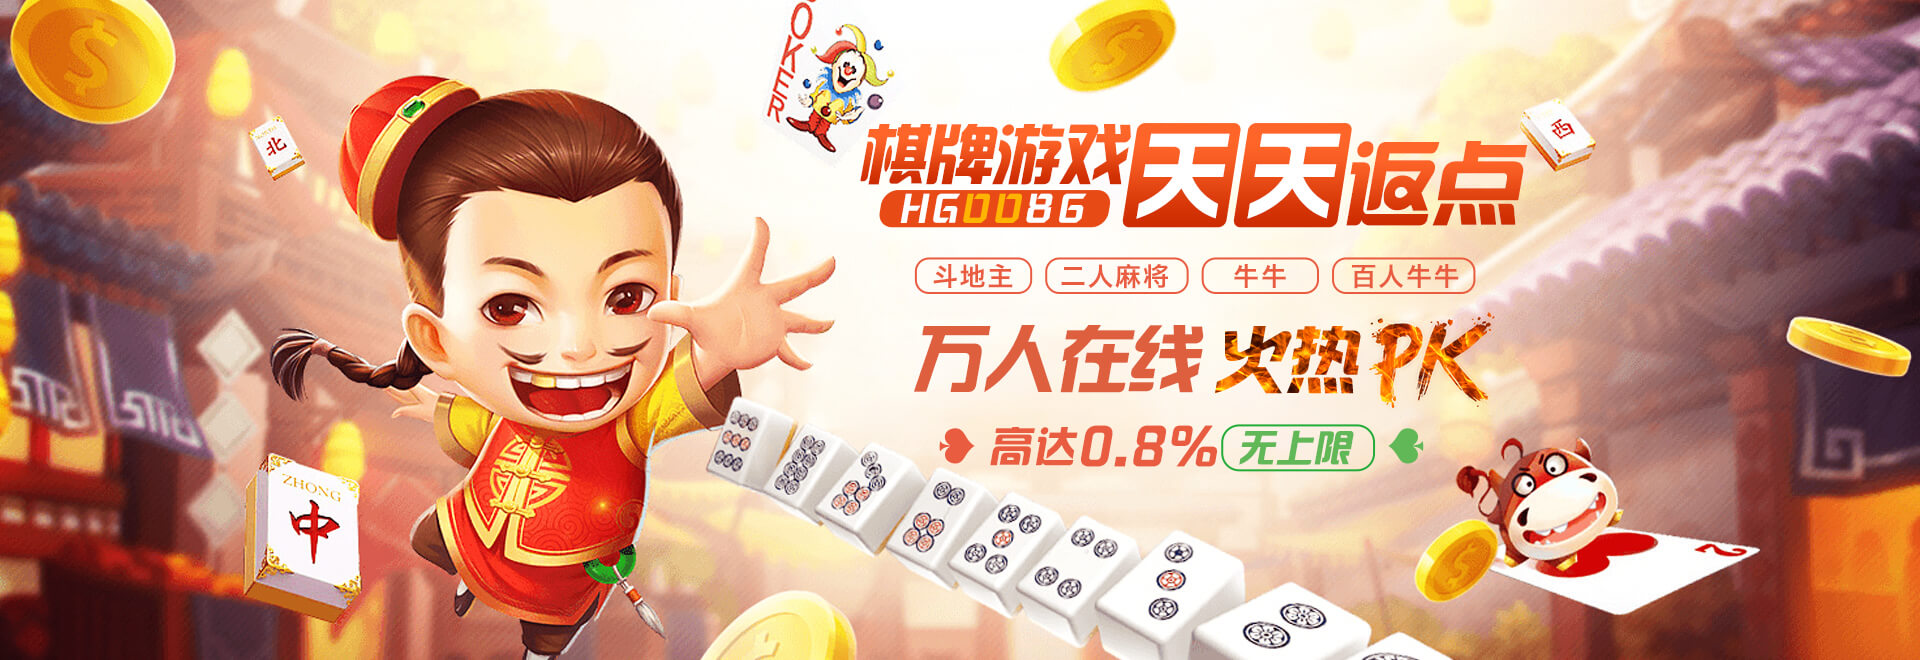 JOKER
棋牌游戏 天天返点
HG0086
北
西
斗地主 二人麻将 牛牛 百人牛牛
万人在线 火热PK
高达0.8% 无上限
ZHONG
中
2